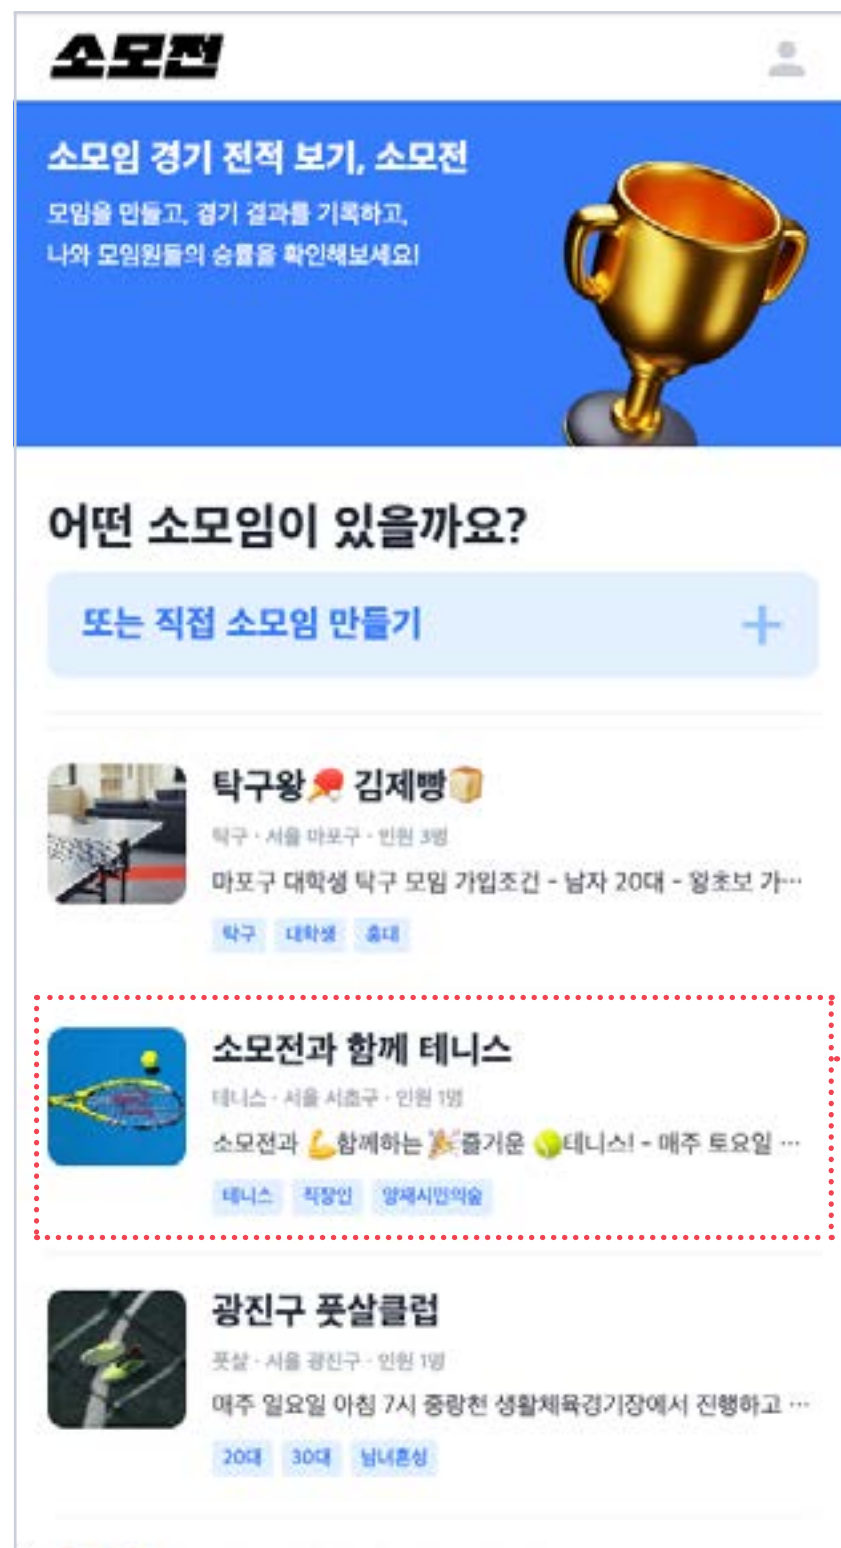 소모전
소모임 경기 전적 보기, 소모전
모임을 만들고, 경기 결과를 기록하고,
나와 모임원들의 승률을 확인해보세요!
어떤 소모임이 있을까요?
또는 직접 소모임 만들기
탁구왕🏓 김제빵🍞
탁구 · 서울 마포구 · 인원 3명
마포구 대학생 탁구 모임 가입조건 - 남자 20대 - 왕초보 가…
탁구 대학생 홍대
소모전과 함께 테니스
테니스 · 서울 서초구 · 인원 1명
소모전과 💪함께하는 🎉즐거운 🎾테니스! - 매주 토요일 …
테니스 직장인 양재시민의숲
광진구 풋살클럽
풋살 · 서울 광진구 · 인원 1명
매주 일요일 아침 7시 중랑천 생활체육경기장에서 진행하고 …
20대 30대 남녀혼성